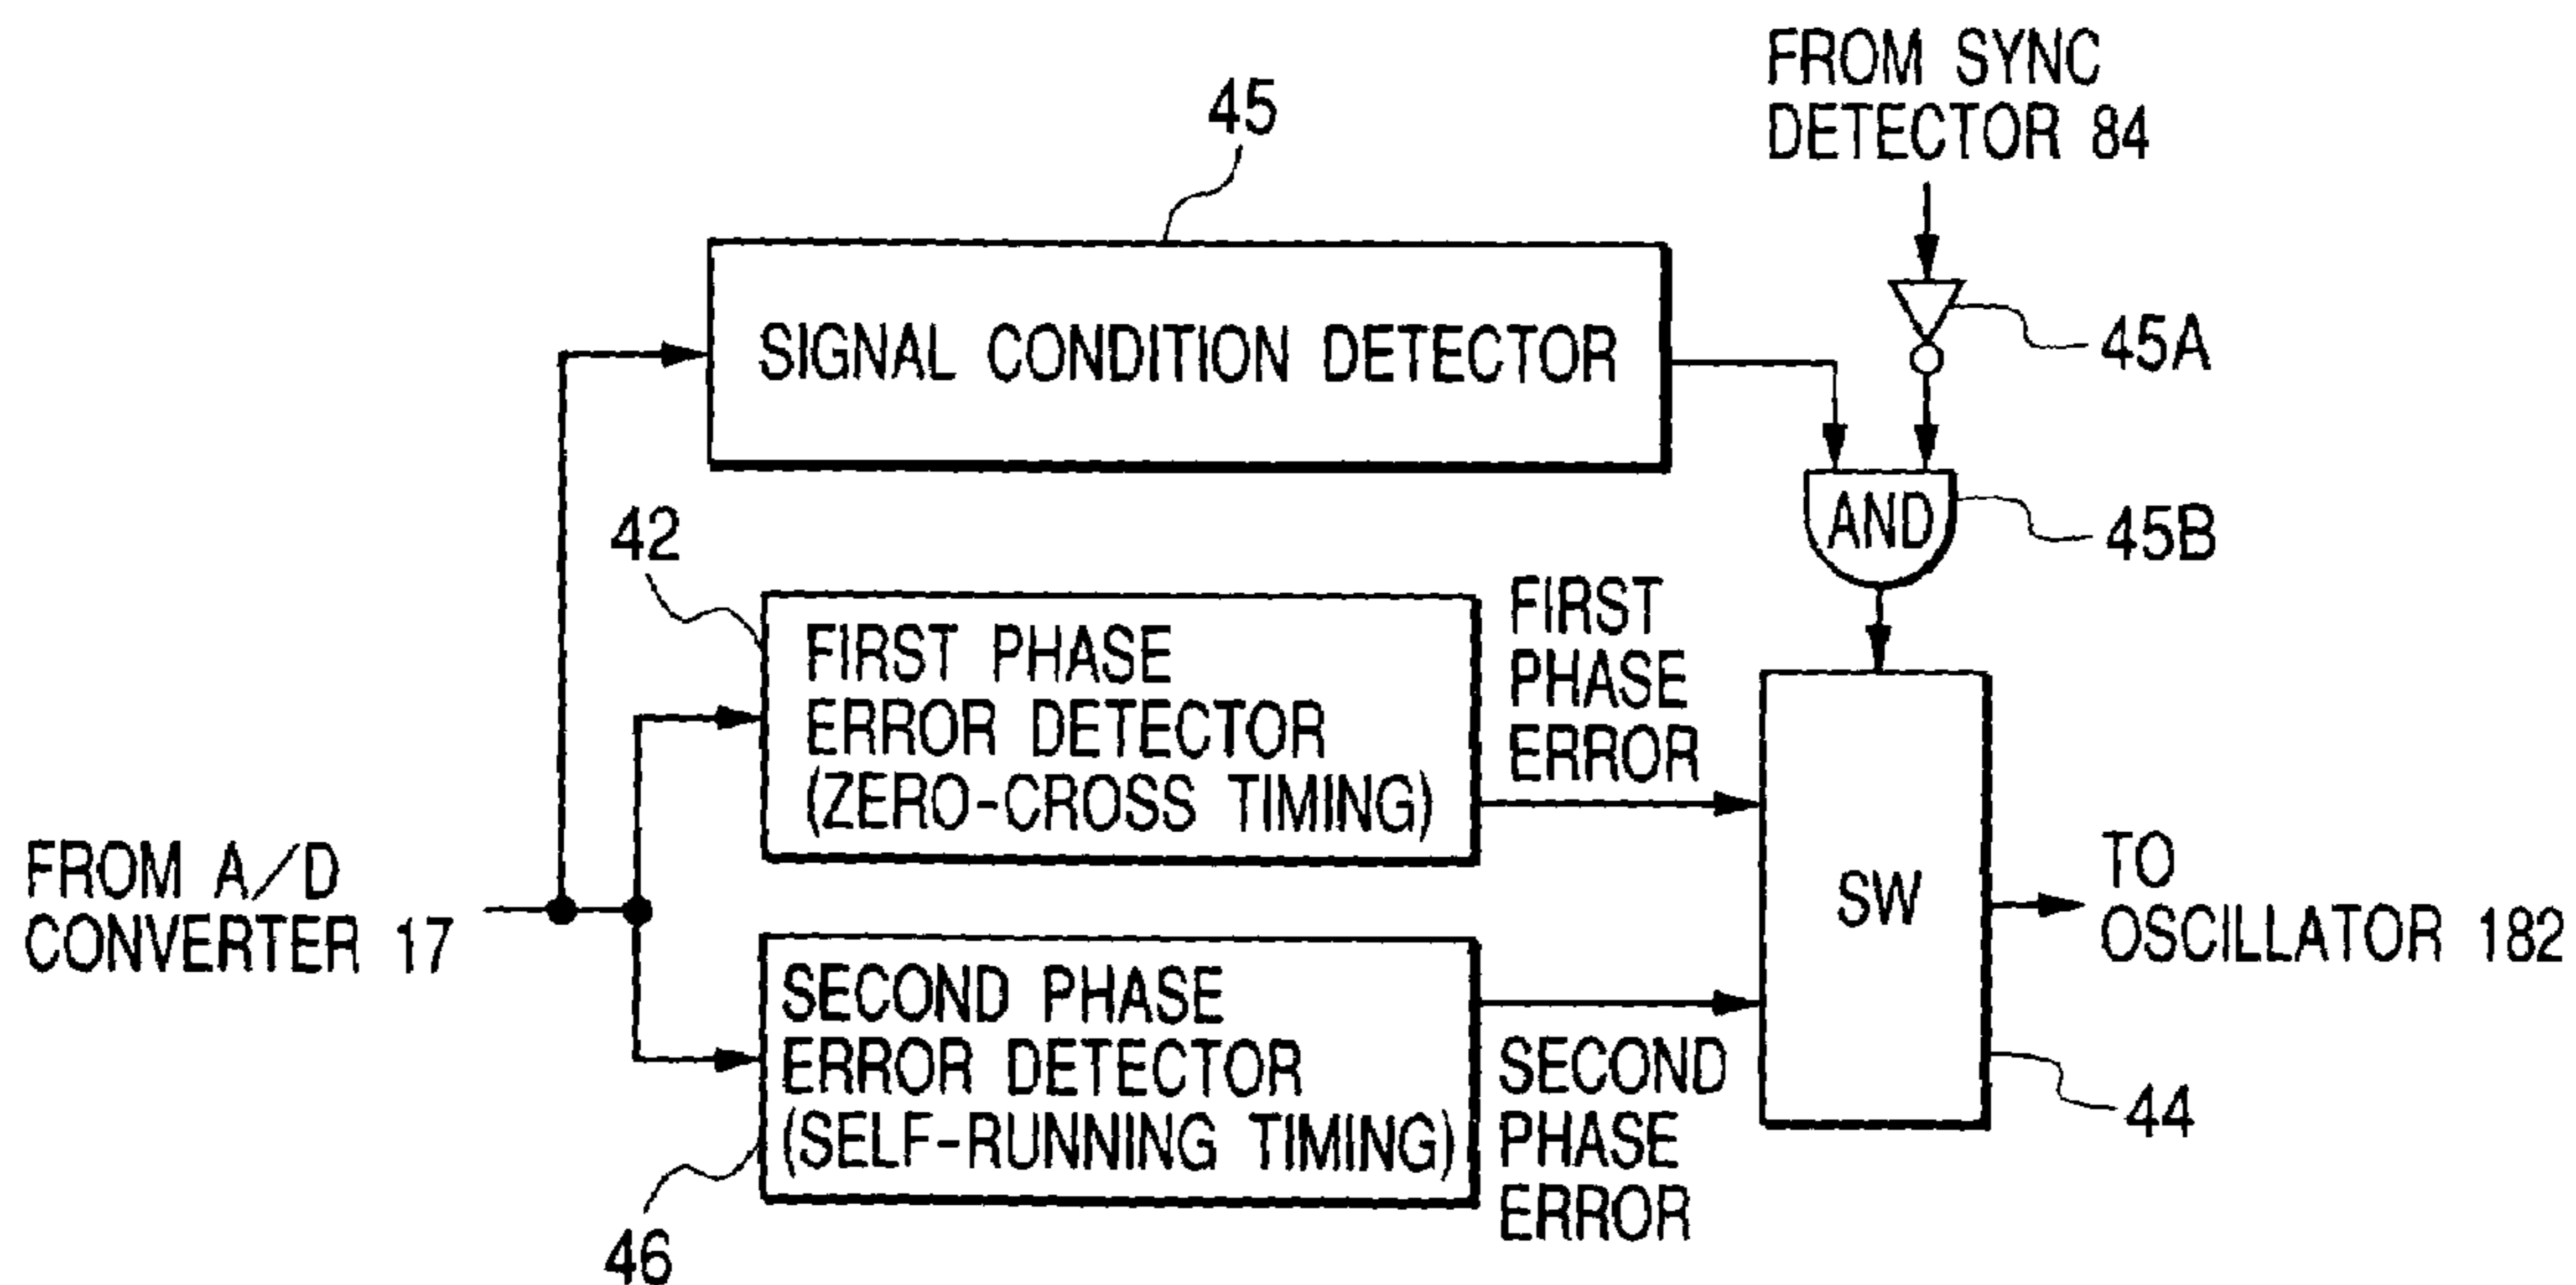 FROM SYNC
DETECTOR 84
45
SIGNAL CONDITION DETECTOR
45A
AND
45B
42
FIRST PHASE
ERROR DETECTOR
(ZERO-CROSS TIMING)
FIRST
PHASE
ERROR
FROM A/D
CONVERTER 17
SW
TO
OSCILLATOR 182
SECOND PHASE
ERROR DETECTOR
(SELF-RUNNING TIMING)
SECOND
PHASE
ERROR
44
46